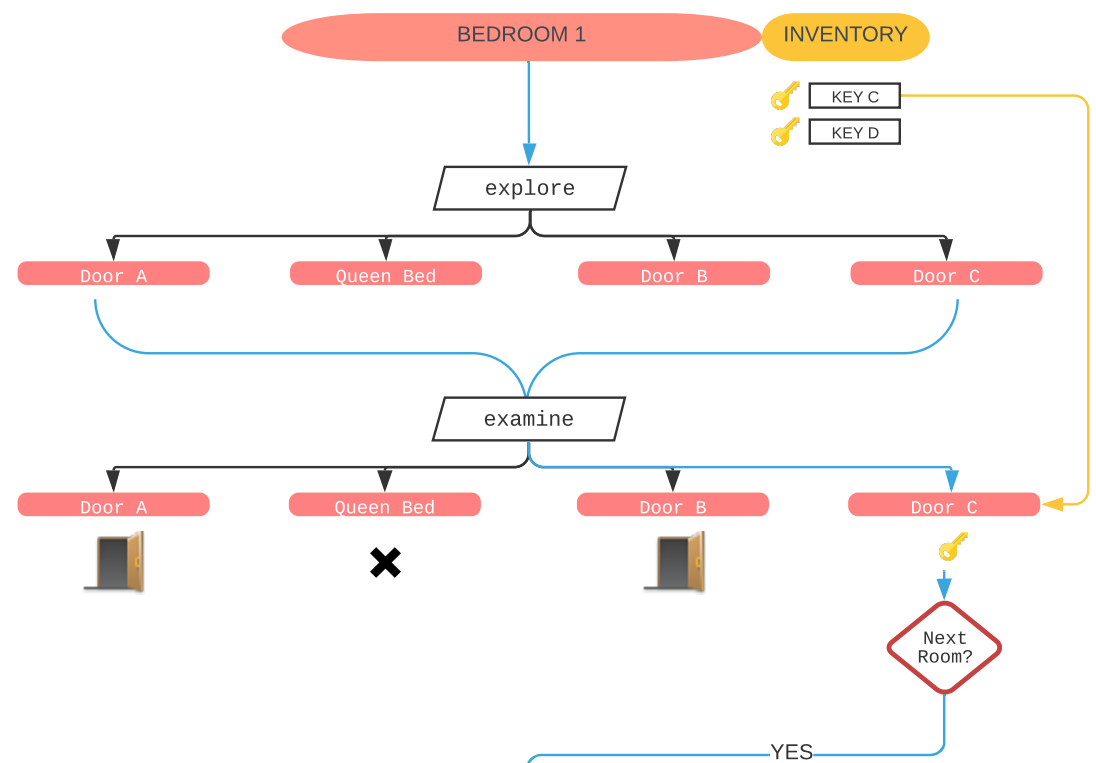 BEDROOM 1
INVENTORY
KEY C
KEY D
explore
Door A
Queen Bed
Door B
Door C
examine
Door A
Queen Bed
Door B
Door C
Next
Room?
YES